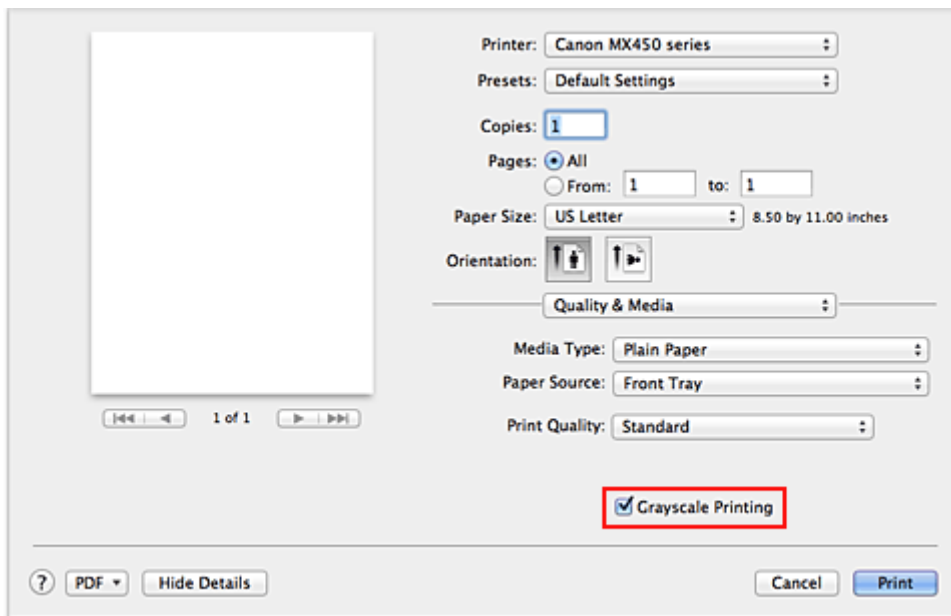 Printer: Canon MX450 series
Presets: Default Settings
Copies: 1
Pages: All
From: 1 to: 1
Paper Size: US Letter 8.50 by 11.00 inches
Orientation:
Quality & Media
Media Type: Plain Paper
Paper Source: Front Tray
1 of 1
Print Quality: Standard
Grayscale Printing
? PDF Hide Details Cancel Print